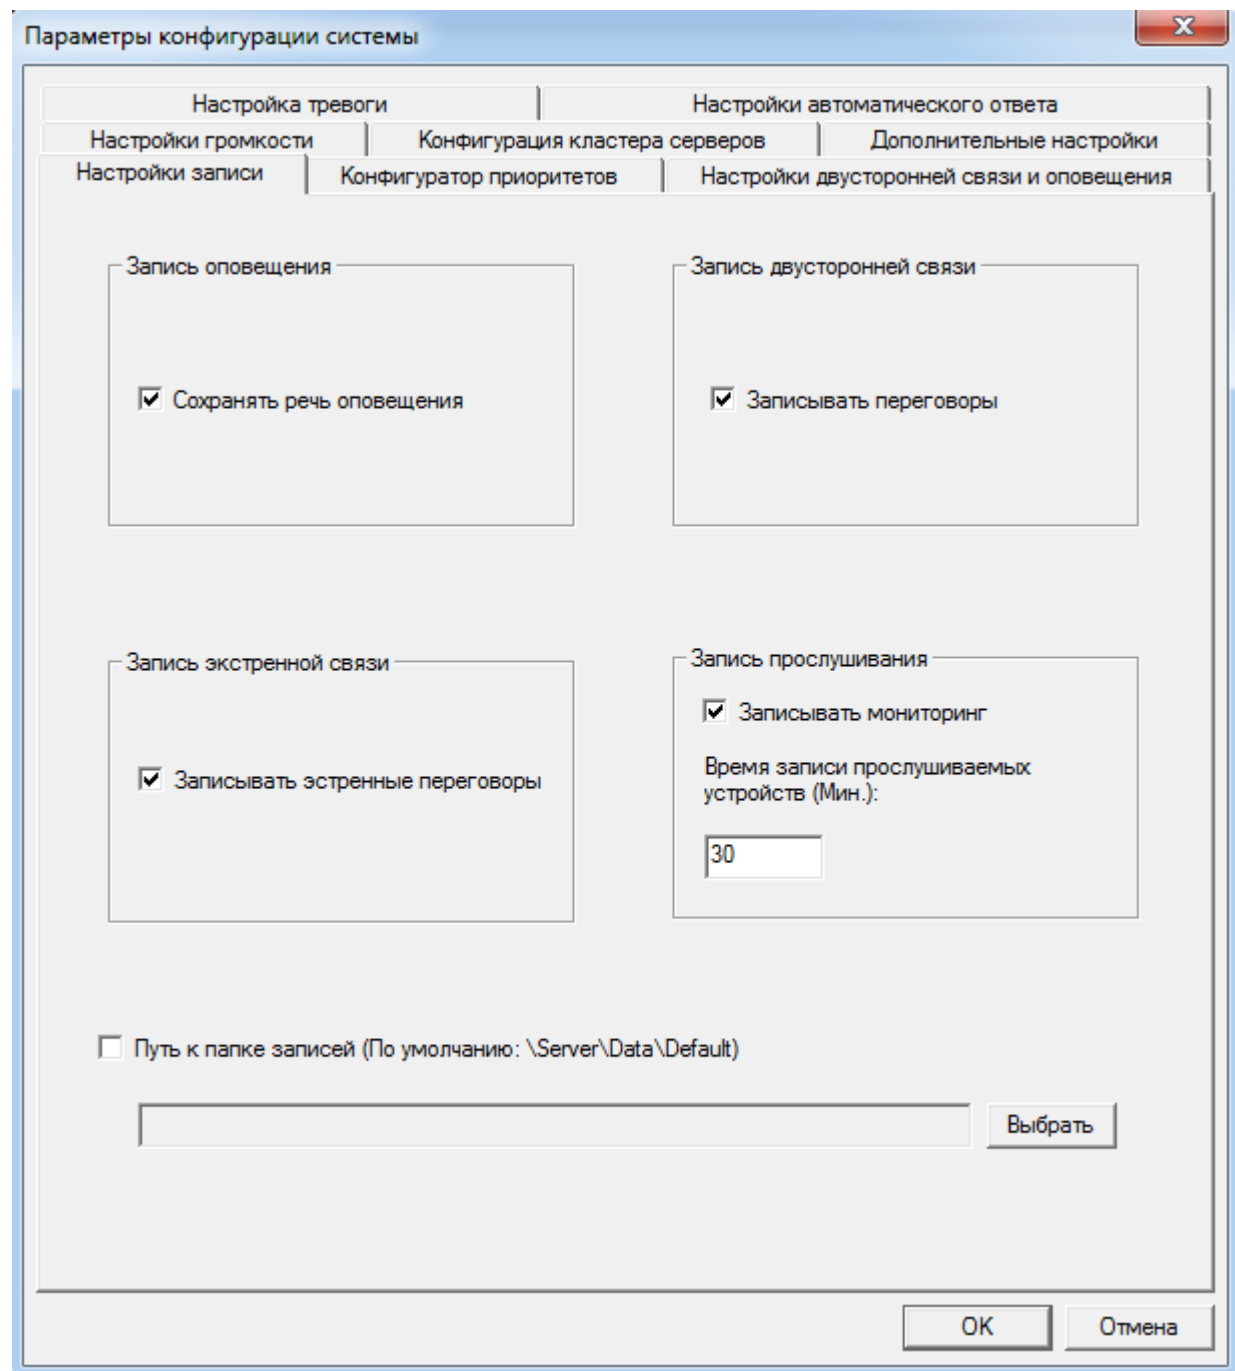 Параметры конфигурации системы
Настройка тревоги
Настройки автоматического ответа
Настройки громкости
Конфигурация кластера серверов
Дополнительные настройки
Настройки записи
Конфигуратор приоритетов
Настройки двусторонней связи и оповещения
Запись оповещения
Сохранять речь оповещения
Запись двусторонней связи
Записывать переговоры
Запись экстренной связи
Записывать эстренные переговоры
Запись прослушивания
Записывать мониторинг
Время записи прослушиваемых
устройств (Мин.):
30
Путь к папке записей (По умолчанию: \Server\Data\Default)
Выбрать
OK
Отмена